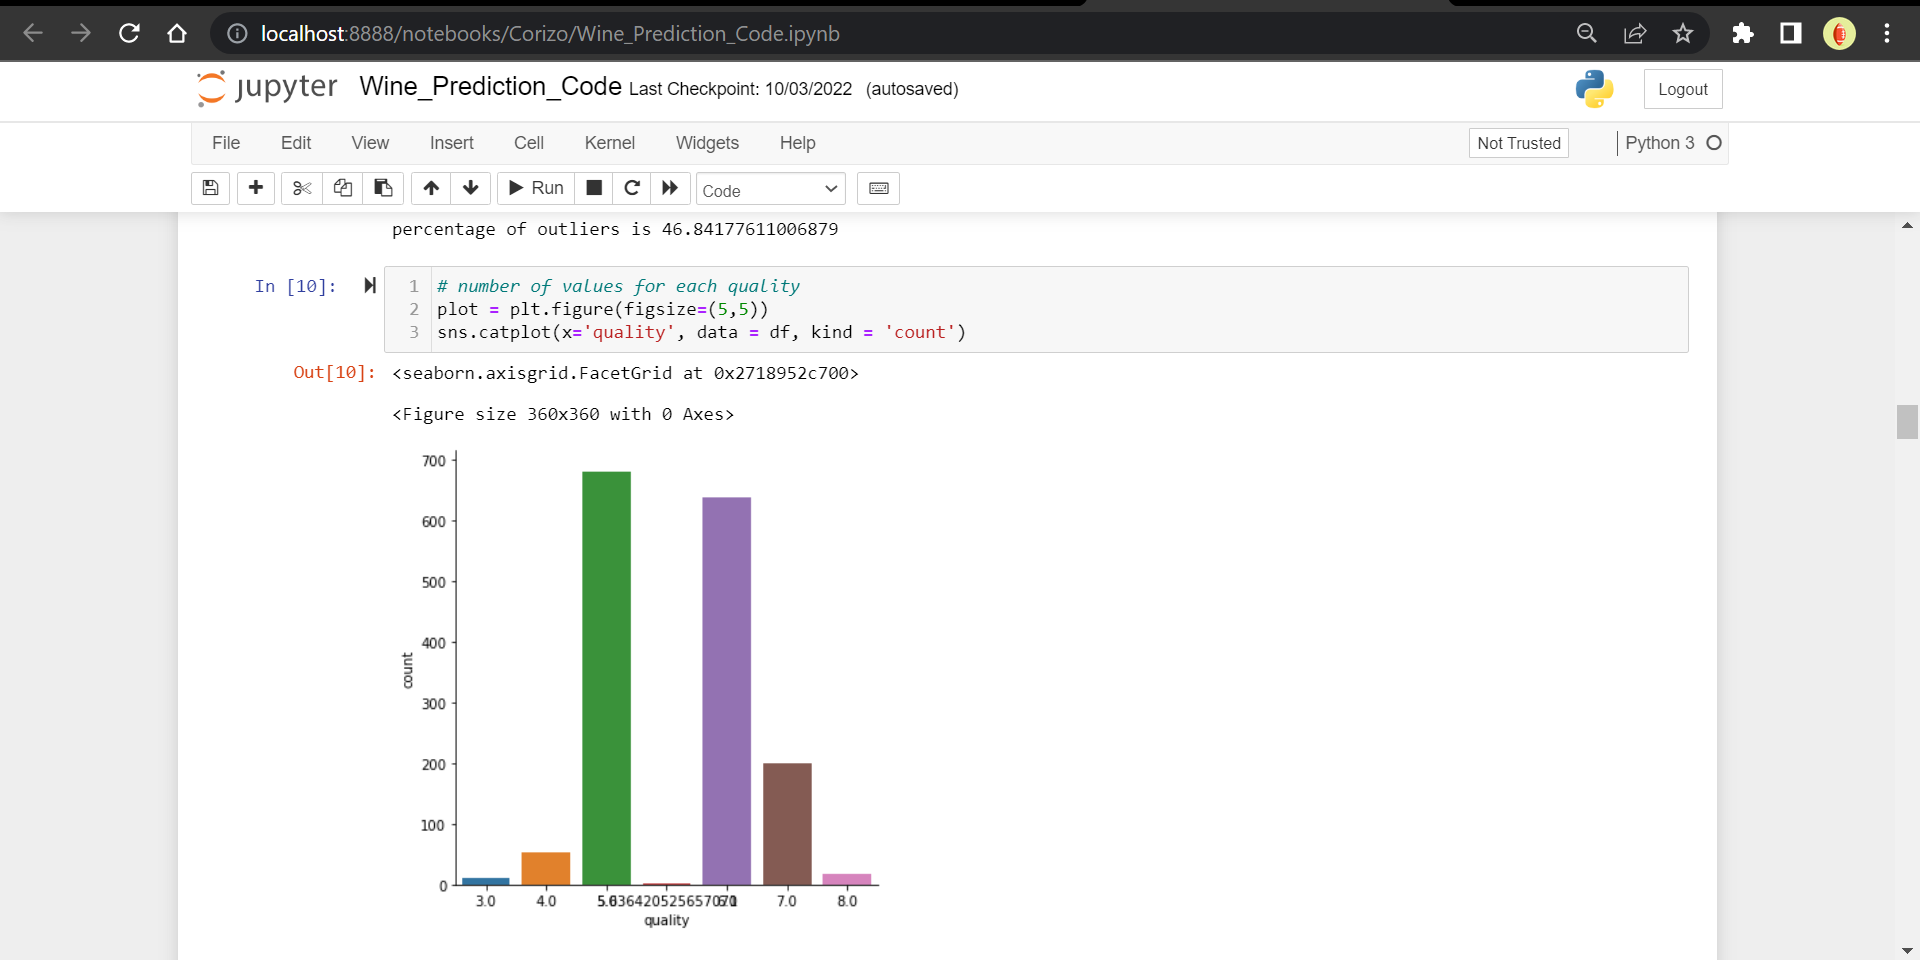 localhost:8888/notebooks/Corizo/Wine_Prediction_Code.ipynb
jupyter Wine_Prediction_Code Last Checkpoint: 10/03/2022 (autosaved)
Logout
File Edit View Insert Cell Kernel Widgets Help
Not Trusted
Python 3
Run
Code
percentage of outliers is 46.84177611006879
In [10]:
1 # number of values for each quality
2 plot = plt.figure(figsize=(5,5))
3 sns.catplot(x='quality', data = df, kind = 'count')
Out[10]: <seaborn.axisgrid.FacetGrid at 0x2718952c700>
<Figure size 360x360 with 0 Axes>
700
600
500
400
300
200
100
0
count
3.0 4.0 7.0 8.0
quality